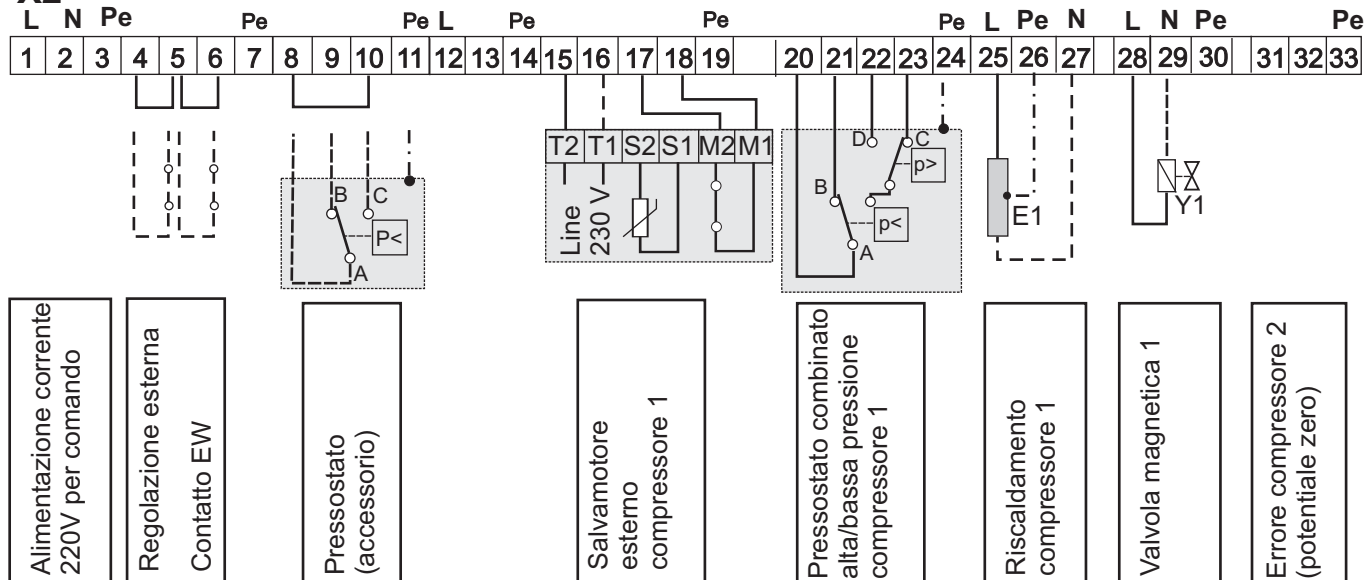 L N Pe Pe Pe L Pe Pe Pe L Pe N L N Pe Pe
1 2 3 4 5 6 7 8 9 10 11 12 13 14 15 16 17 18 19 20 21 22 23 24 25 26 27 28 29 30 31 32 33
T2 T1 S2 S1 M2 M1
Line
230 V
B C
P<
A
D C
p>
B
p<
A
E1
Y1
Alimentazione corrente
220V per comando
Regolazione esterna
Contatto EW
Pressostato
(accessorio)
Salvamotore
esterno
compressore 1
Pressostato combinato
alta/bassa pressione
compressore 1
Riscaldamento
compressore 1
Valvola magnetica 1
Errore compressore 2
(potentiale zero)